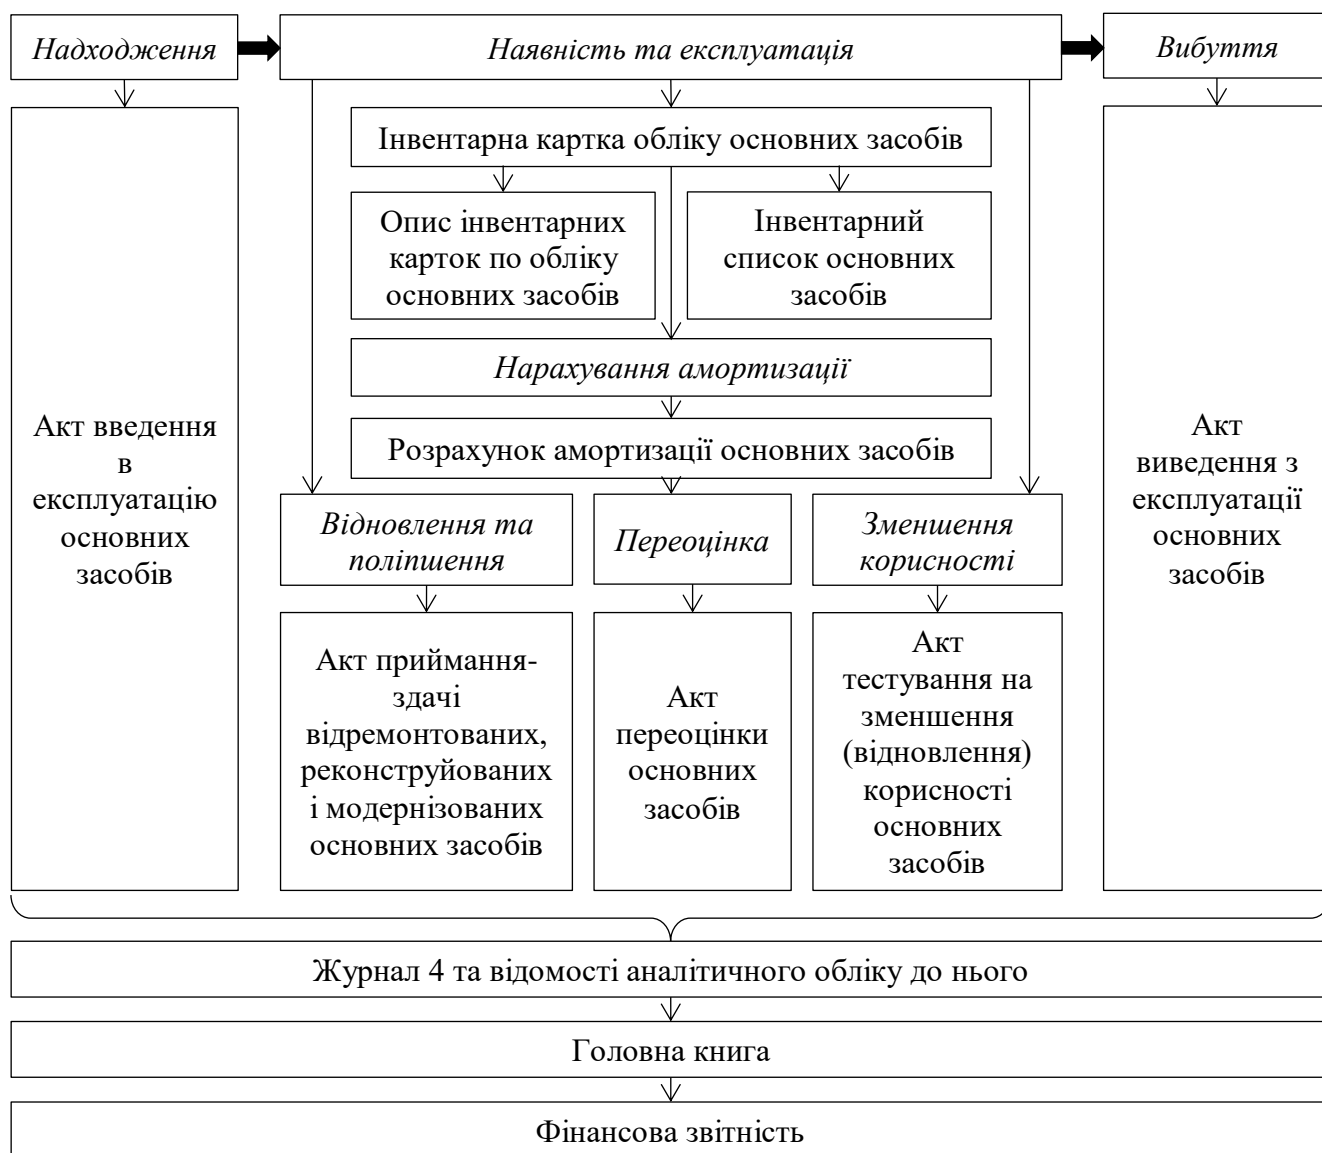 Надходження
Наявність та експлуатація
Вибуття
Інвентарна картка обліку основних засобів
Опис інвентарних
карток по обліку
основних засобів
Інвентарний
список основних
засобів
Нарахування амортизації
Розрахунок амортизації основних засобів
Акт введення
в
експлуатацію
основних
засобів
Відновлення та
поліпшення
Переоцінка
Зменшення
корисності
Акт приймання-
здачі
відремонтованих,
реконструйованих
і модернізованих
основних засобів
Акт
переоцінки
основних
засобів
Акт
тестування на
зменшення
(відновлення)
корисності
основних
засобів
Акт
виведення з
експлуатації
основних
засобів
Журнал 4 та відомості аналітичного обліку до нього
Головна книга
Фінансова звітність